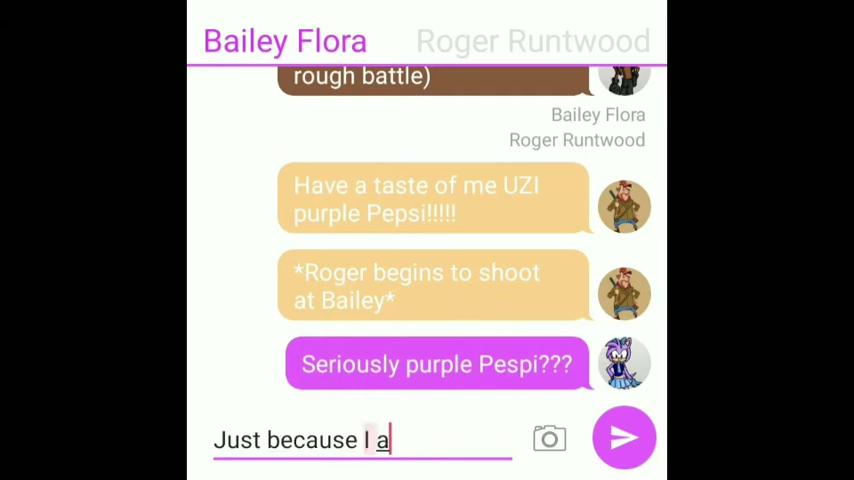 Bailey Flora Roger Runtwood
rough battle)
Bailey Flora
Roger Runtwood
Have a taste of me UZI
purple Pepsi!!!!!
*Roger begins to shoot
at Bailey*
Seriously purple Pespi???
Just because I a